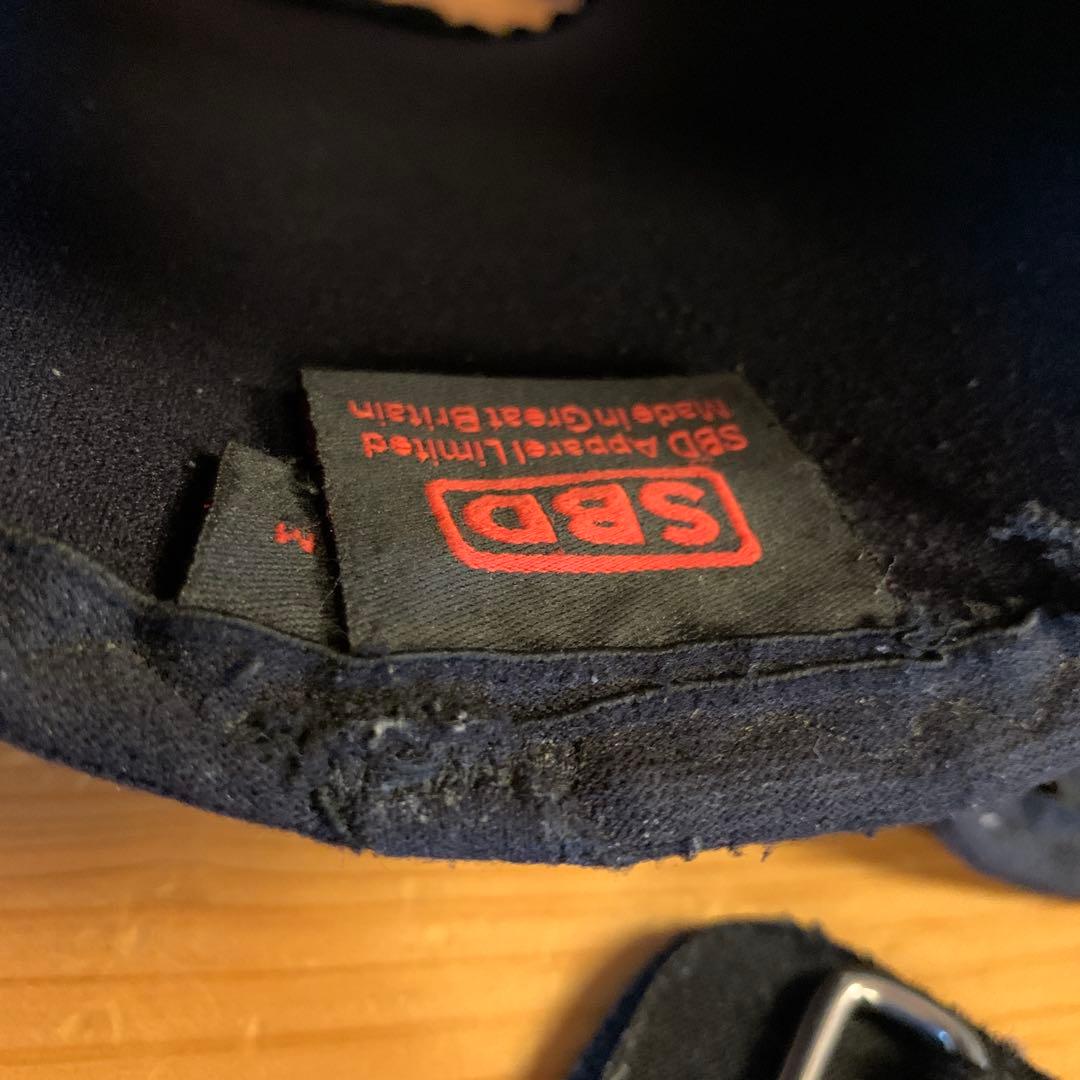 SBD
SBD Apparel Limited
Made in Great Britain
M